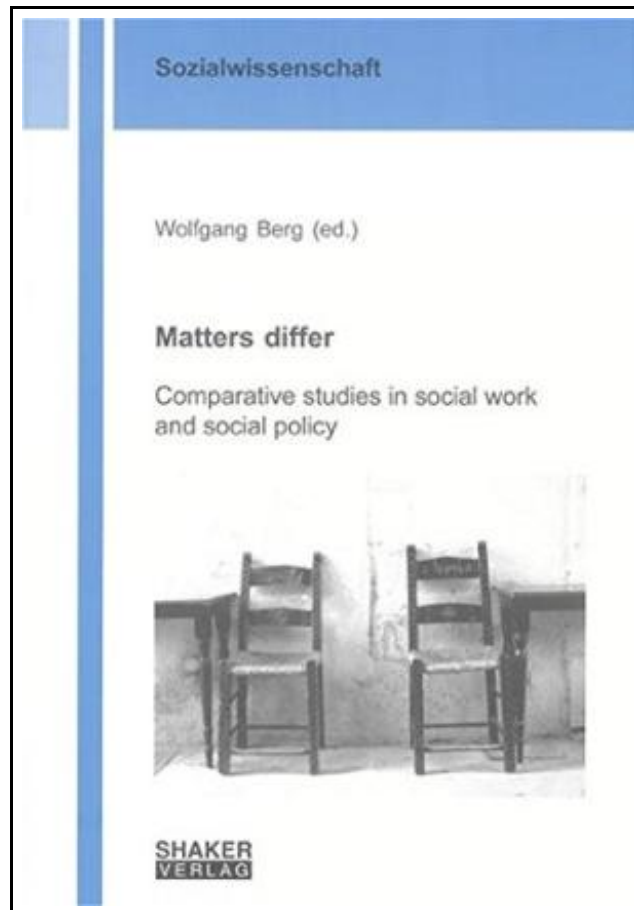 Sozialwissenschaft
Wolfgang Berg (ed.)
Matters differ
Comparative studies in social work
and social policy
SHAKER
VERLAG